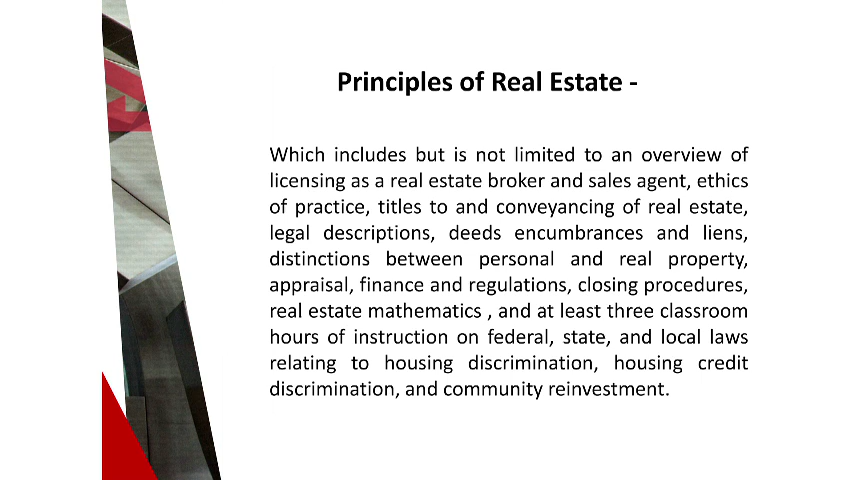 Principles of Real Estate -
Which includes but is not limited to an overview of
licensing as a real estate broker and sales agent, ethics
of practice, titles to and conveyancing of real estate,
legal descriptions, deeds encumbrances and liens,
distinctions between personal and real property,
appraisal, finance and regulations, closing procedures,
real estate mathematics , and at least three classroom
hours of instruction on federal, state, and local laws
relating to housing discrimination, housing credit
discrimination, and community reinvestment.